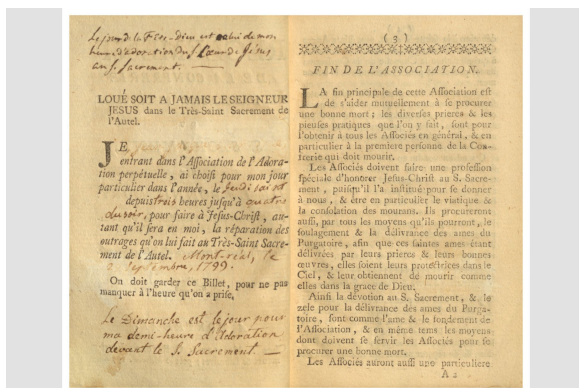 Le jour de la Fête-Dieu est celui de mon
heure d'adoration du S. Cœur de Jésus,
au S. Sacrement. —
LOUÉ SOIT A JAMAIS LE SEIGNEUR
JESUS dans le Très-Saint Sacrement de
l'Autel.
JE
entrant dans l'Association de l'Adora-
tion perpétuelle, ai choisi pour mon jour
particulier dans l'année, le jeudi saint
depuis trois heures jusqu'à quatre
du soir, pour faire à Jesus-Christ, au-
tant qu'il sera en moi, la réparation des
outrages qu'on lui fait au Très-Saint Sacre-
ment de l'Autel. Mont-réal, le
Septembre, 1799.
On doit garder ce Billet, pour ne pas
manquer à l'heure qu'on a prise,
Le Dimanche est le jour pour
ma demi-heure d'Adoration
devant le S. Sacrement. —
( 3 )
FIN DE L'ASSOCIATION.
LA fin principale de cette Association est
de s'aider mutuellement à se procurer
une bonne mort ; les diverses prieres & les
pieuses pratiques que l'on y fait, sont pour
l'obtenir à tous les Associés en général, & en
particulier à la premiere personne de la Con-
frerie qui doit mourir.
Les Associés doivent faire une profession
spéciale d'honorer Jesus-Christ au S. Sacre-
ment, puisqu'il l'a institué pour se donner
à nous, & être en particulier le viatique &
la consolation des mourans. Ils procureront
aussi, par tous les moyens qu'ils pourront, le
soulagement & la délivrance des ames du
Purgatoire, afin que ces saintes ames étant
délivrées par leurs prieres & leurs bonnes
œuvres, elles soient leurs protectrices dans le
Ciel, & leur obtiennent de mourir comme
elles dans la grace de Dieu.
Ainsi la dévotion au S. Sacrement, & le
zele pour la délivrance des ames du Purga-
toire, sont comme l'ame & le fondement de
l'Association, & en même tems les moyens
dont doivent se servir les Associés pour se
procurer une bonne mort.
Les Associés auront aussi une particuliere
A 2